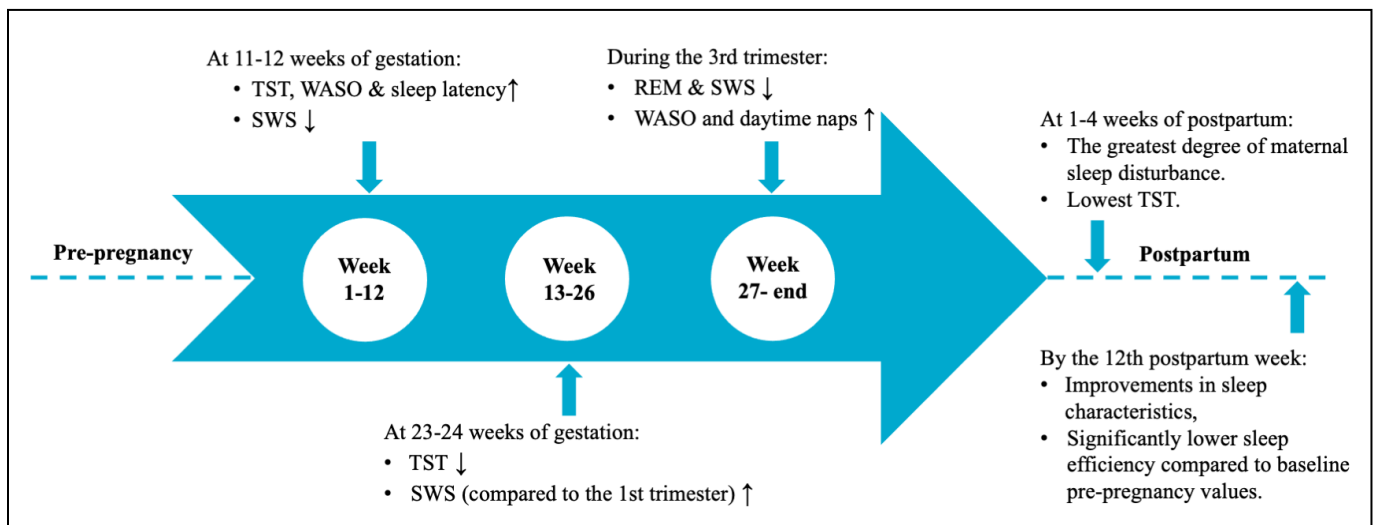 At 11-12 weeks of gestation:
• TST, WASO & sleep latency↑
• SWS ↓
During the 3rd trimester:
• REM & SWS ↓
• WASO and daytime naps ↑
At 1-4 weeks of postpartum:
• The greatest degree of maternal
sleep disturbance.
• Lowest TST.
Pre-pregnancy
Week
1-12
Week
13-26
Week
27- end
Postpartum
At 23-24 weeks of gestation:
• TST ↓
• SWS (compared to the 1st trimester) ↑
By the 12th postpartum week:
• Improvements in sleep
characteristics,
• Significantly lower sleep
efficiency compared to baseline
pre-pregnancy values.